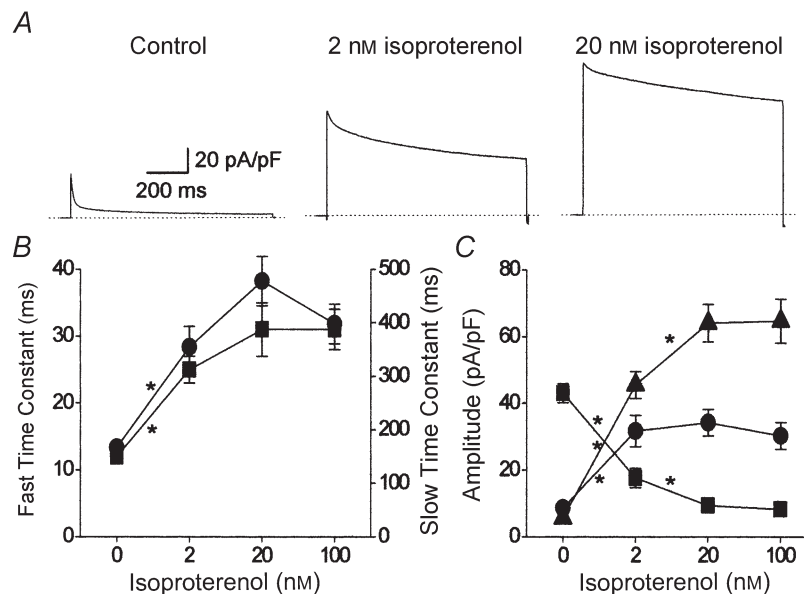 A
Control
2 nM isoproterenol
20 nM isoproterenol
20 pA/pF
200 ms
B
C
40
30
20
10
0
Fast Time Constant (ms)
500
400
300
200
100
0
Slow Time Constant (ms)
0 2 20 100
Isoproterenol (nM)
80
60
40
20
0
Amplitude (pA/pF)
0 2 20 100
Isoproterenol (nM)
* * * * * * *